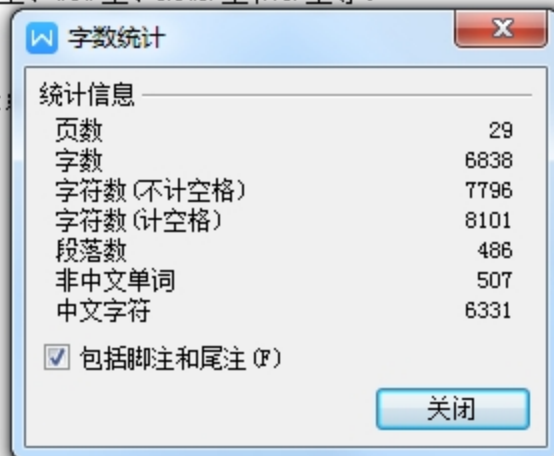 字数统计
统计信息
页数 29
字数 6838
字符数(不计空格) 7796
字符数(计空格) 8101
段落数 486
非中文单词 507
中文字符 6331
包括脚注和尾注(F)
关闭